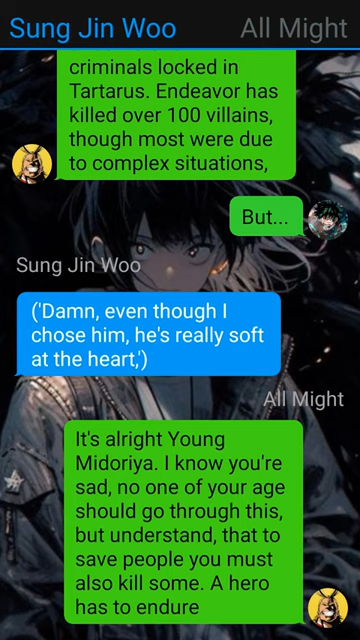 Sung Jin Woo All Might
criminals locked in
Tartarus. Endeavor has
killed over 100 villains,
though most were due
to complex situations,
But...
Sung Jin Woo
('Damn, even though I
chose him, he's really soft
at the heart,')
All Might
It's alright Young
Midoriya. I know you're
sad, no one of your age
should go through this,
but understand, that to
save people you must
also kill some. A hero
has to endure